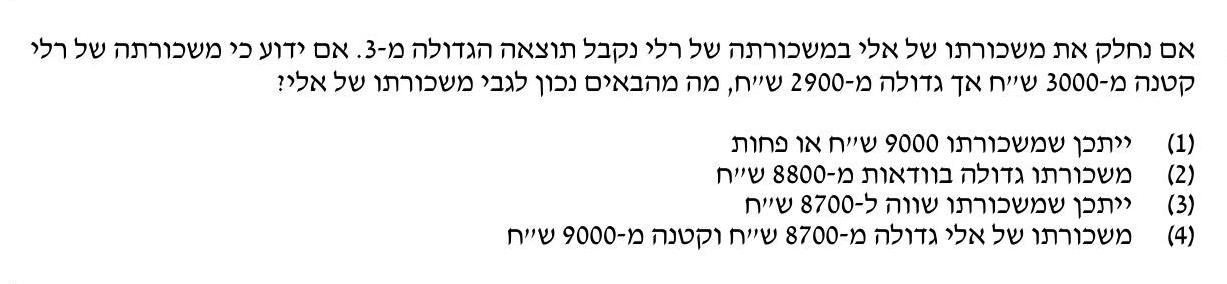 אם נחלק את משכורתו של אלי במשכורתה של רלי נקבל תוצאה הגדולה מ-3. אם ידוע כי משכורתה של רלי
קטנה מ-3000 ש״ח אך גדולה מ-2900 ש״ח, מה מהבאים נכון לגבי משכורתו של אלי?
(1) ייתכן שמשכורתו 9000 ש״ח או פחות
(2) משכורתו גדולה בוודאות מ-8800 ש״ח
(3) ייתכן שמשכורתו שווה ל-8700 ש״ח
(4) משכורתו של אלי גדולה מ-8700 ש״ח וקטנה מ-9000 ש״ח